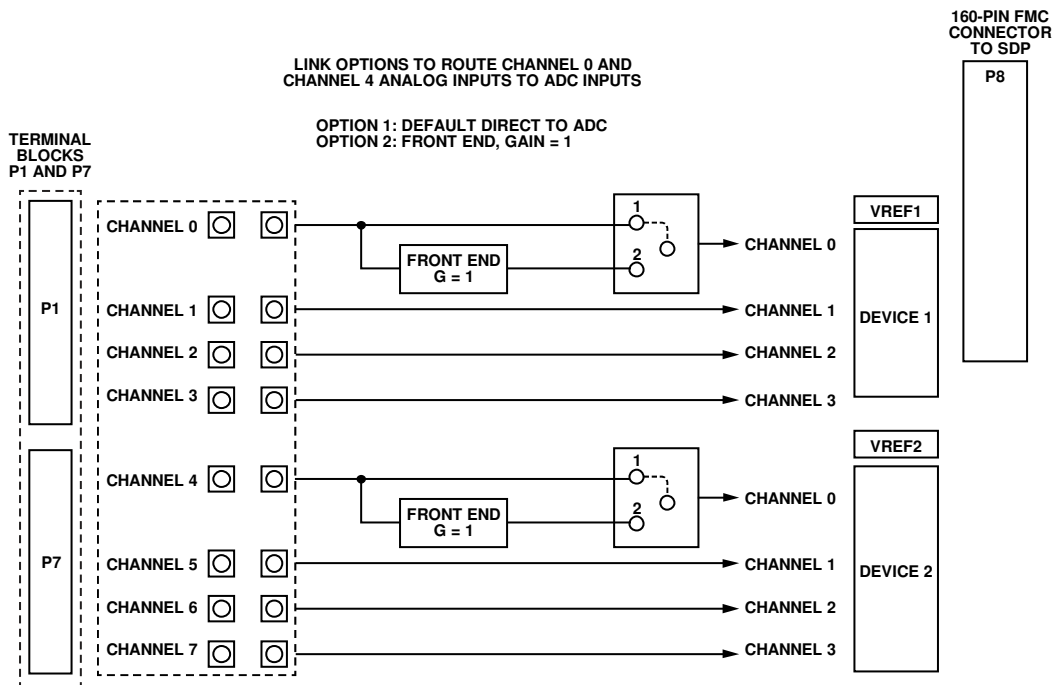 160-PIN FMC
CONNECTOR
TO SDP
P8
LINK OPTIONS TO ROUTE CHANNEL 0 AND
CHANNEL 4 ANALOG INPUTS TO ADC INPUTS
OPTION 1: DEFAULT DIRECT TO ADC
OPTION 2: FRONT END, GAIN = 1
TERMINAL
BLOCKS
P1 AND P7
P1
CHANNEL 0
FRONT END
G = 1
1
2
CHANNEL 0
VREF1
CHANNEL 1
CHANNEL 1
DEVICE 1
CHANNEL 2
CHANNEL 2
CHANNEL 3
CHANNEL 3
P7
CHANNEL 4
FRONT END
G = 1
1
2
CHANNEL 0
VREF2
CHANNEL 5
CHANNEL 1
DEVICE 2
CHANNEL 6
CHANNEL 2
CHANNEL 7
CHANNEL 3